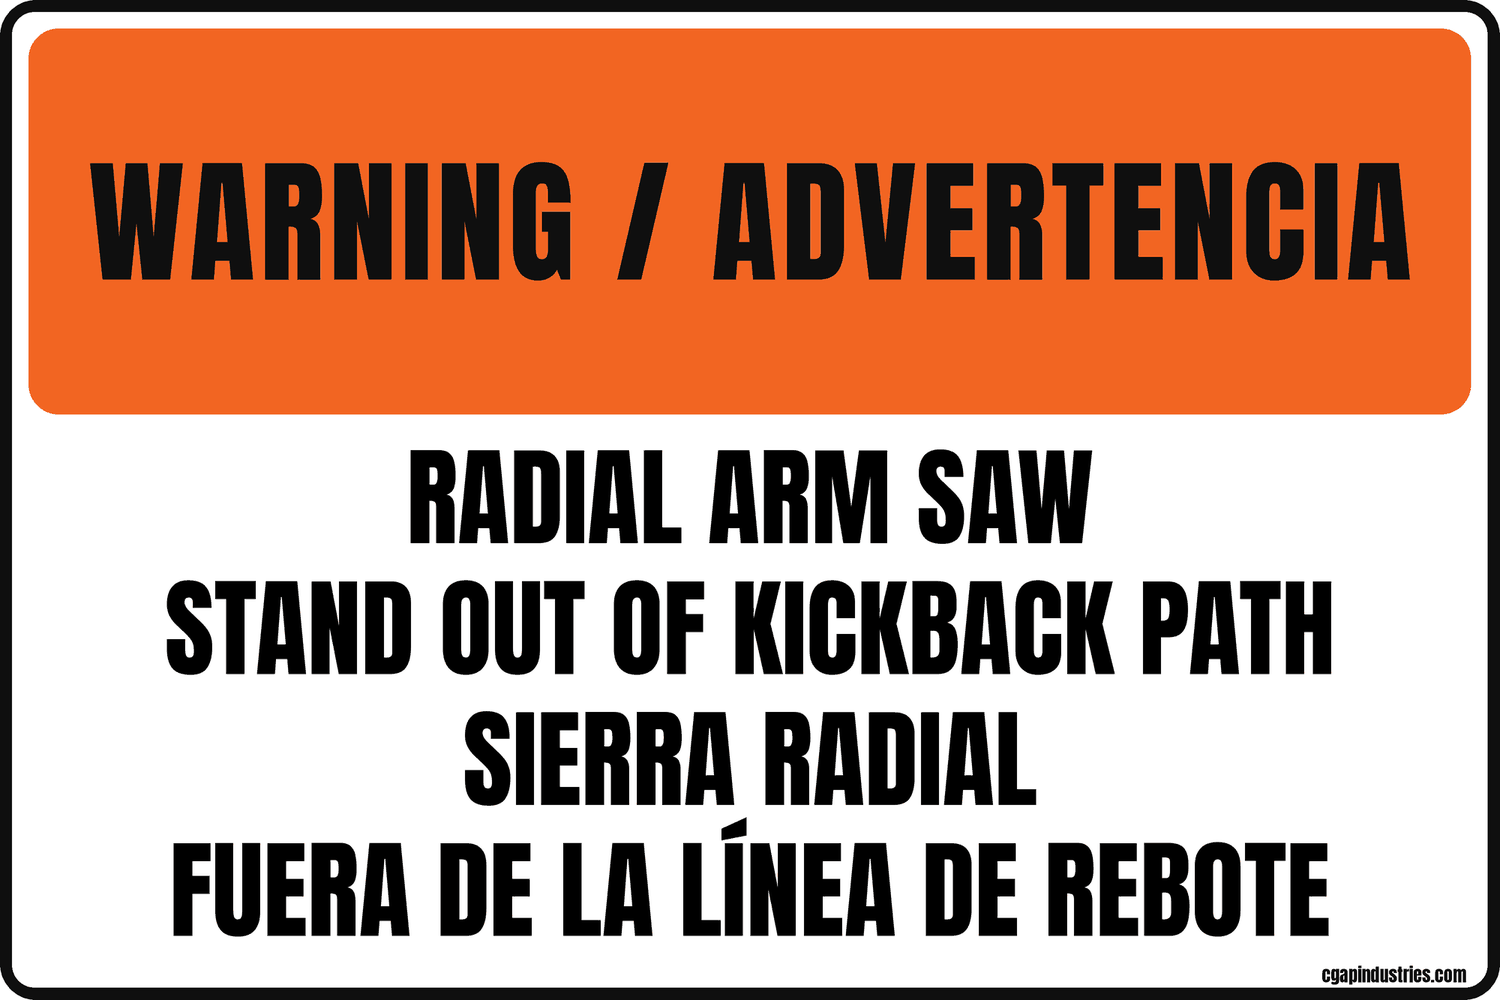 WARNING / ADVERTENCIA
RADIAL ARM SAW
STAND OUT OF KICKBACK PATH
SIERRA RADIAL
FUERA DE LA LÍNEA DE REBOTE
cgapindustries.com